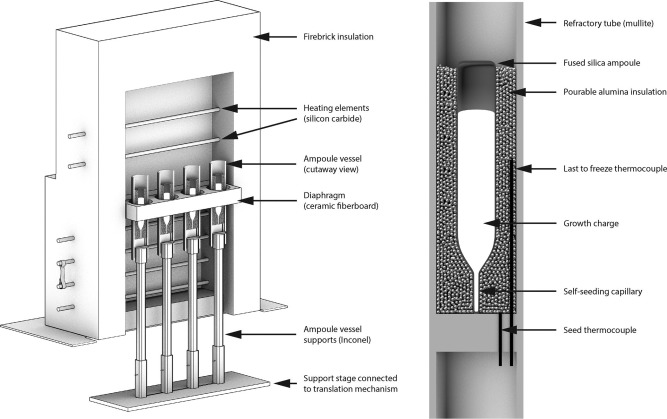 Firebrick insulation
Heating elements
(silicon carbide)
Ampoule vessel
(cutaway view)
Diaphragm
(ceramic fiberboard)
Ampoule vessel
supports (Inconel)
Support stage connected
to translation mechanism
Refractory tube (mullite)
Fused silica ampoule
Pourable alumina insulation
Last to freeze thermocouple
Growth charge
Self-seeding capillary
Seed thermocouple